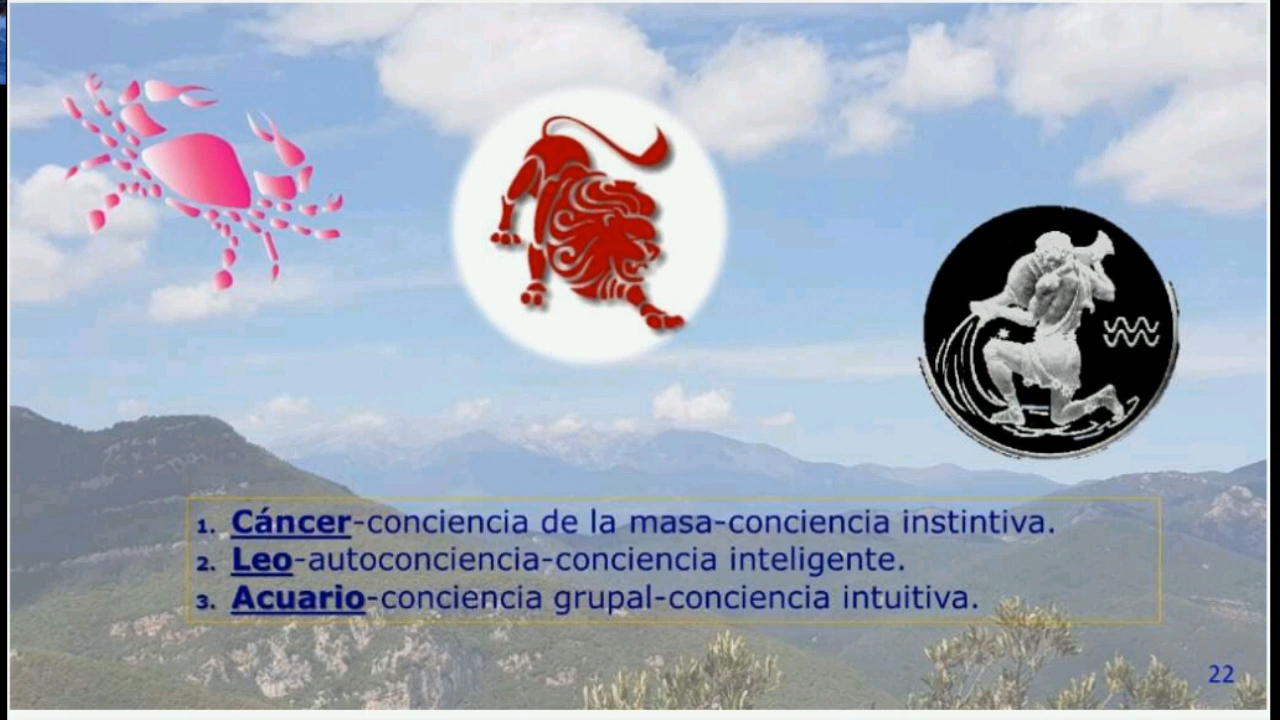 1. Cáncer-conciencia de la masa-conciencia instintiva.
2. Leo-autoconciencia-conciencia inteligente.
3. Acuario-conciencia grupal-conciencia intuitiva.
22